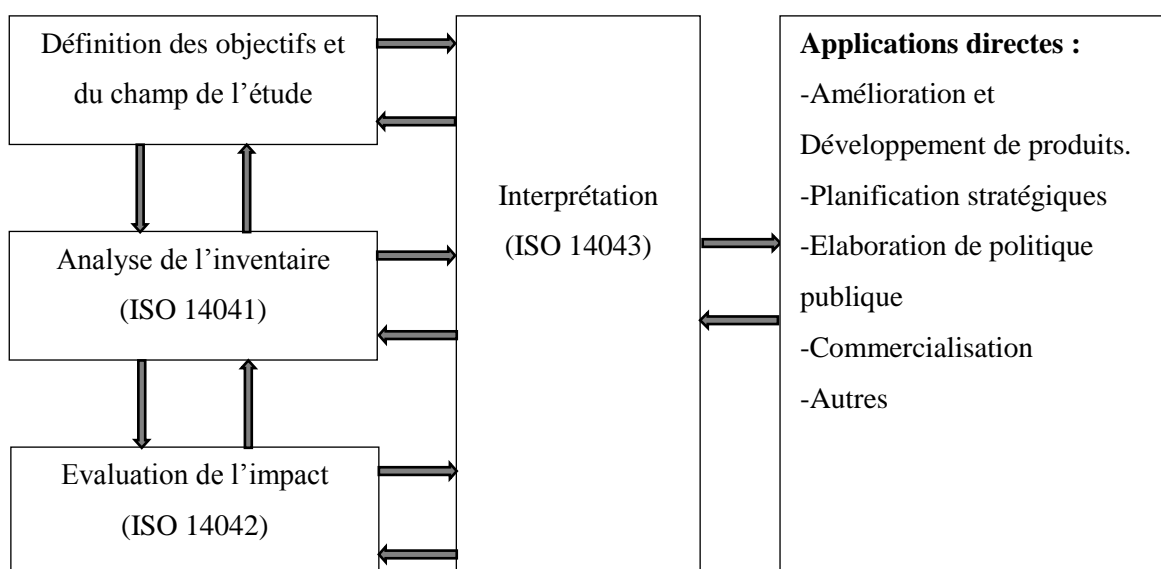 Définition des objectifs et
du champ de l’étude
Analyse de l’inventaire
(ISO 14041)
Evaluation de l’impact
(ISO 14042)
Interprétation
(ISO 14043)
Applications directes :
-Amélioration et
Développement de produits.
-Planification stratégiques
-Elaboration de politique
publique
-Commercialisation
-Autres